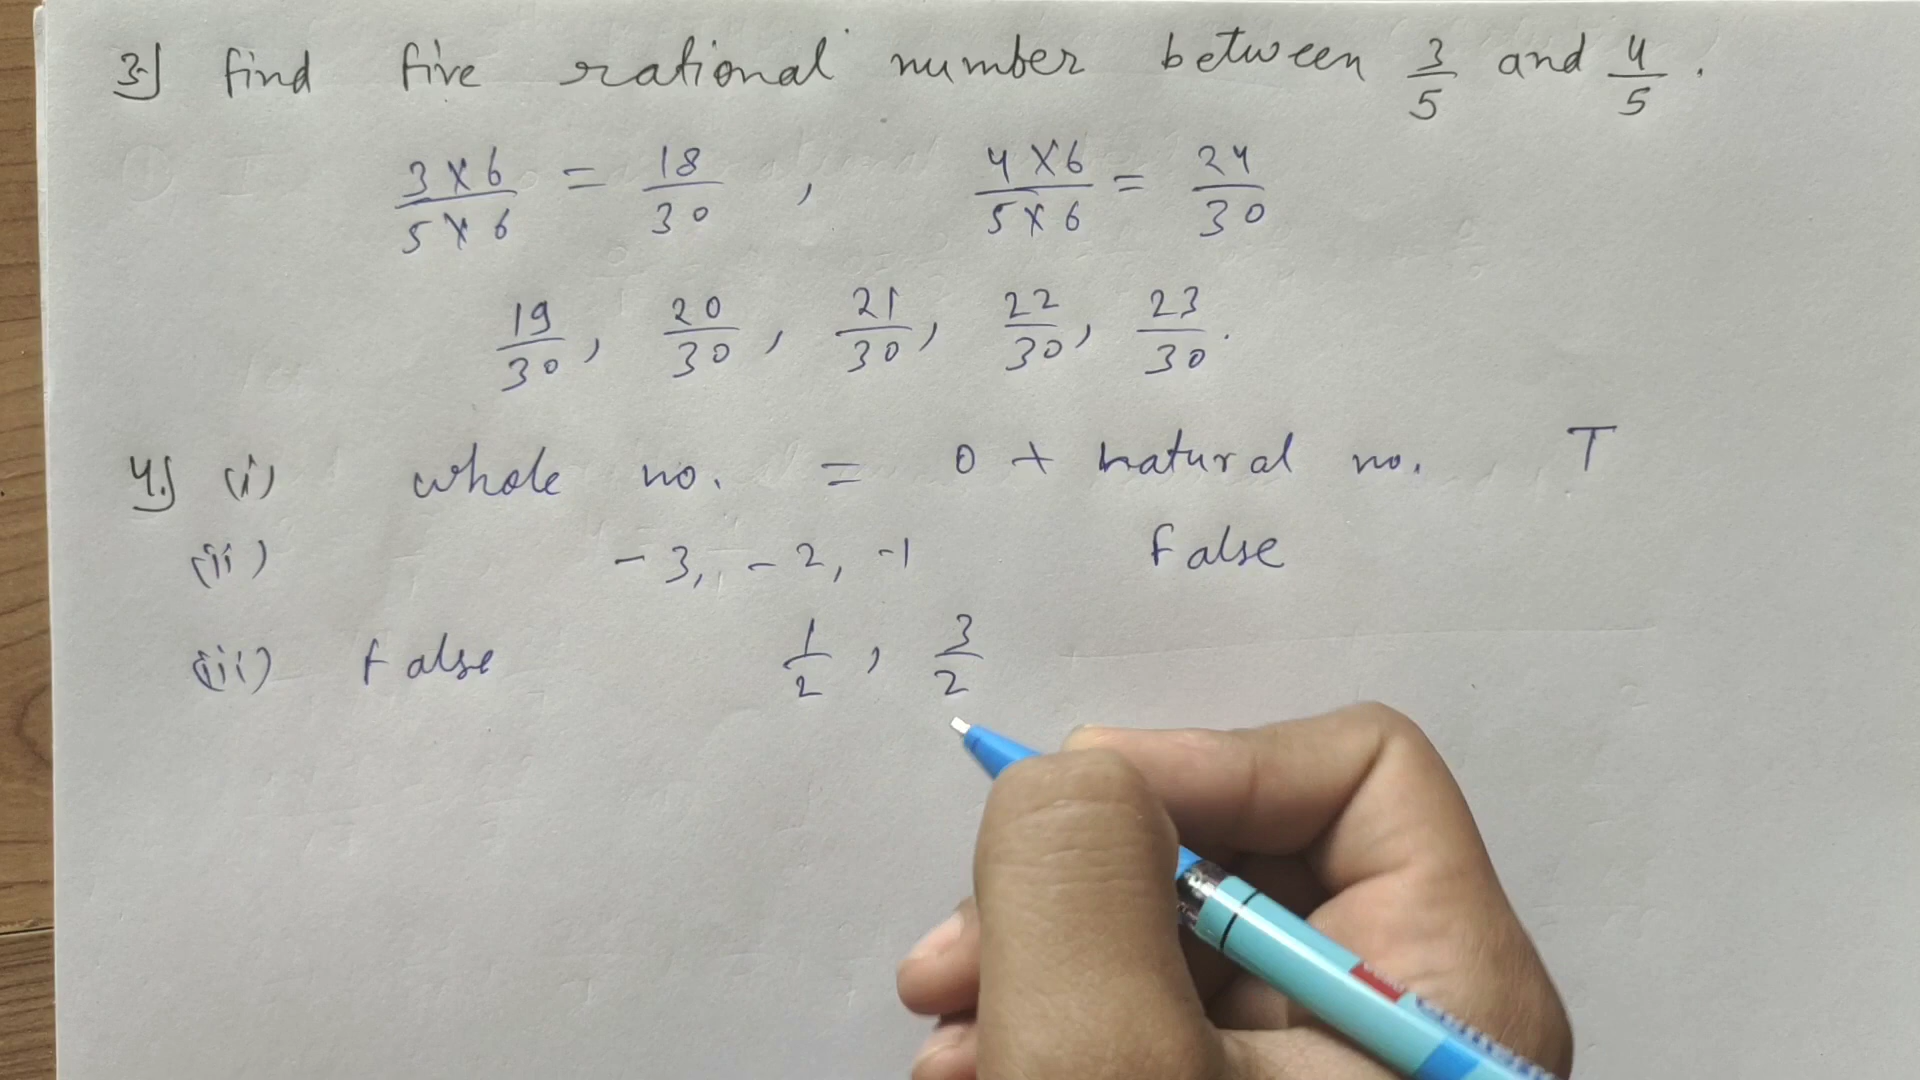 3.) find five rational number between 3/5 and 4/5 .
3 X 6 / 5 X 6 = 18/30 , 4 X 6 / 5 X 6 = 24/30
19/30 , 20/30 , 21/30 , 22/30 , 23/30 .
4.) (i) whole no. = 0 + natural no. T
(ii) - 3, - 2, -1 False
(iii) False 1/2 , 3/2